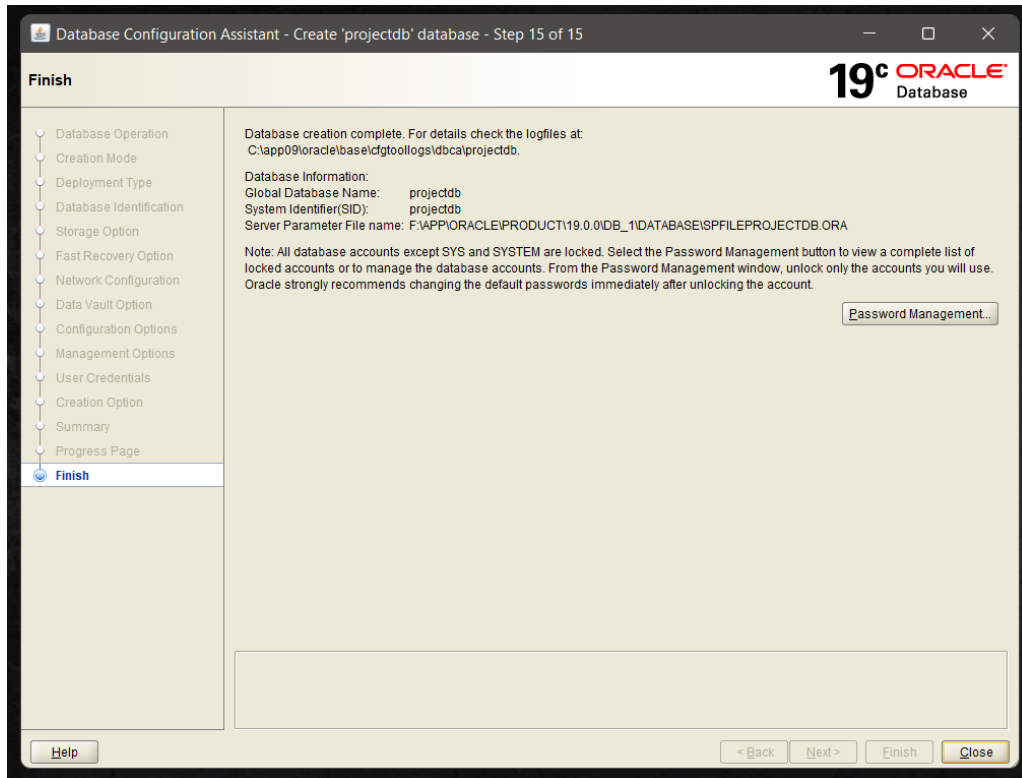 Database Configuration Assistant - Create 'projectdb' database - Step 15 of 15
Finish
19c ORACLE
Database
Database Operation
Creation Mode
Deployment Type
Database Identification
Storage Option
Fast Recovery Option
Network Configuration
Data Vault Option
Configuration Options
Management Options
User Credentials
Creation Option
Summary
Progress Page
Finish
Database creation complete. For details check the logfiles at:
C:\app09\oracle\base\cfgtoollogs\dbca\projectdb.
Database Information:
Global Database Name: projectdb
System Identifier(SID): projectdb
Server Parameter File name: F:\APP\ORACLE\PRODUCT\19.0.0\DB_1\DATABASE\SPFILEPROJECTDB.ORA
Note: All database accounts except SYS and SYSTEM are locked. Select the Password Management button to view a complete list of
locked accounts or to manage the database accounts. From the Password Management window, unlock only the accounts you will use.
Oracle strongly recommends changing the default passwords immediately after unlocking the account.
Password Management...
Help
< Back
Next >
Finish
Close